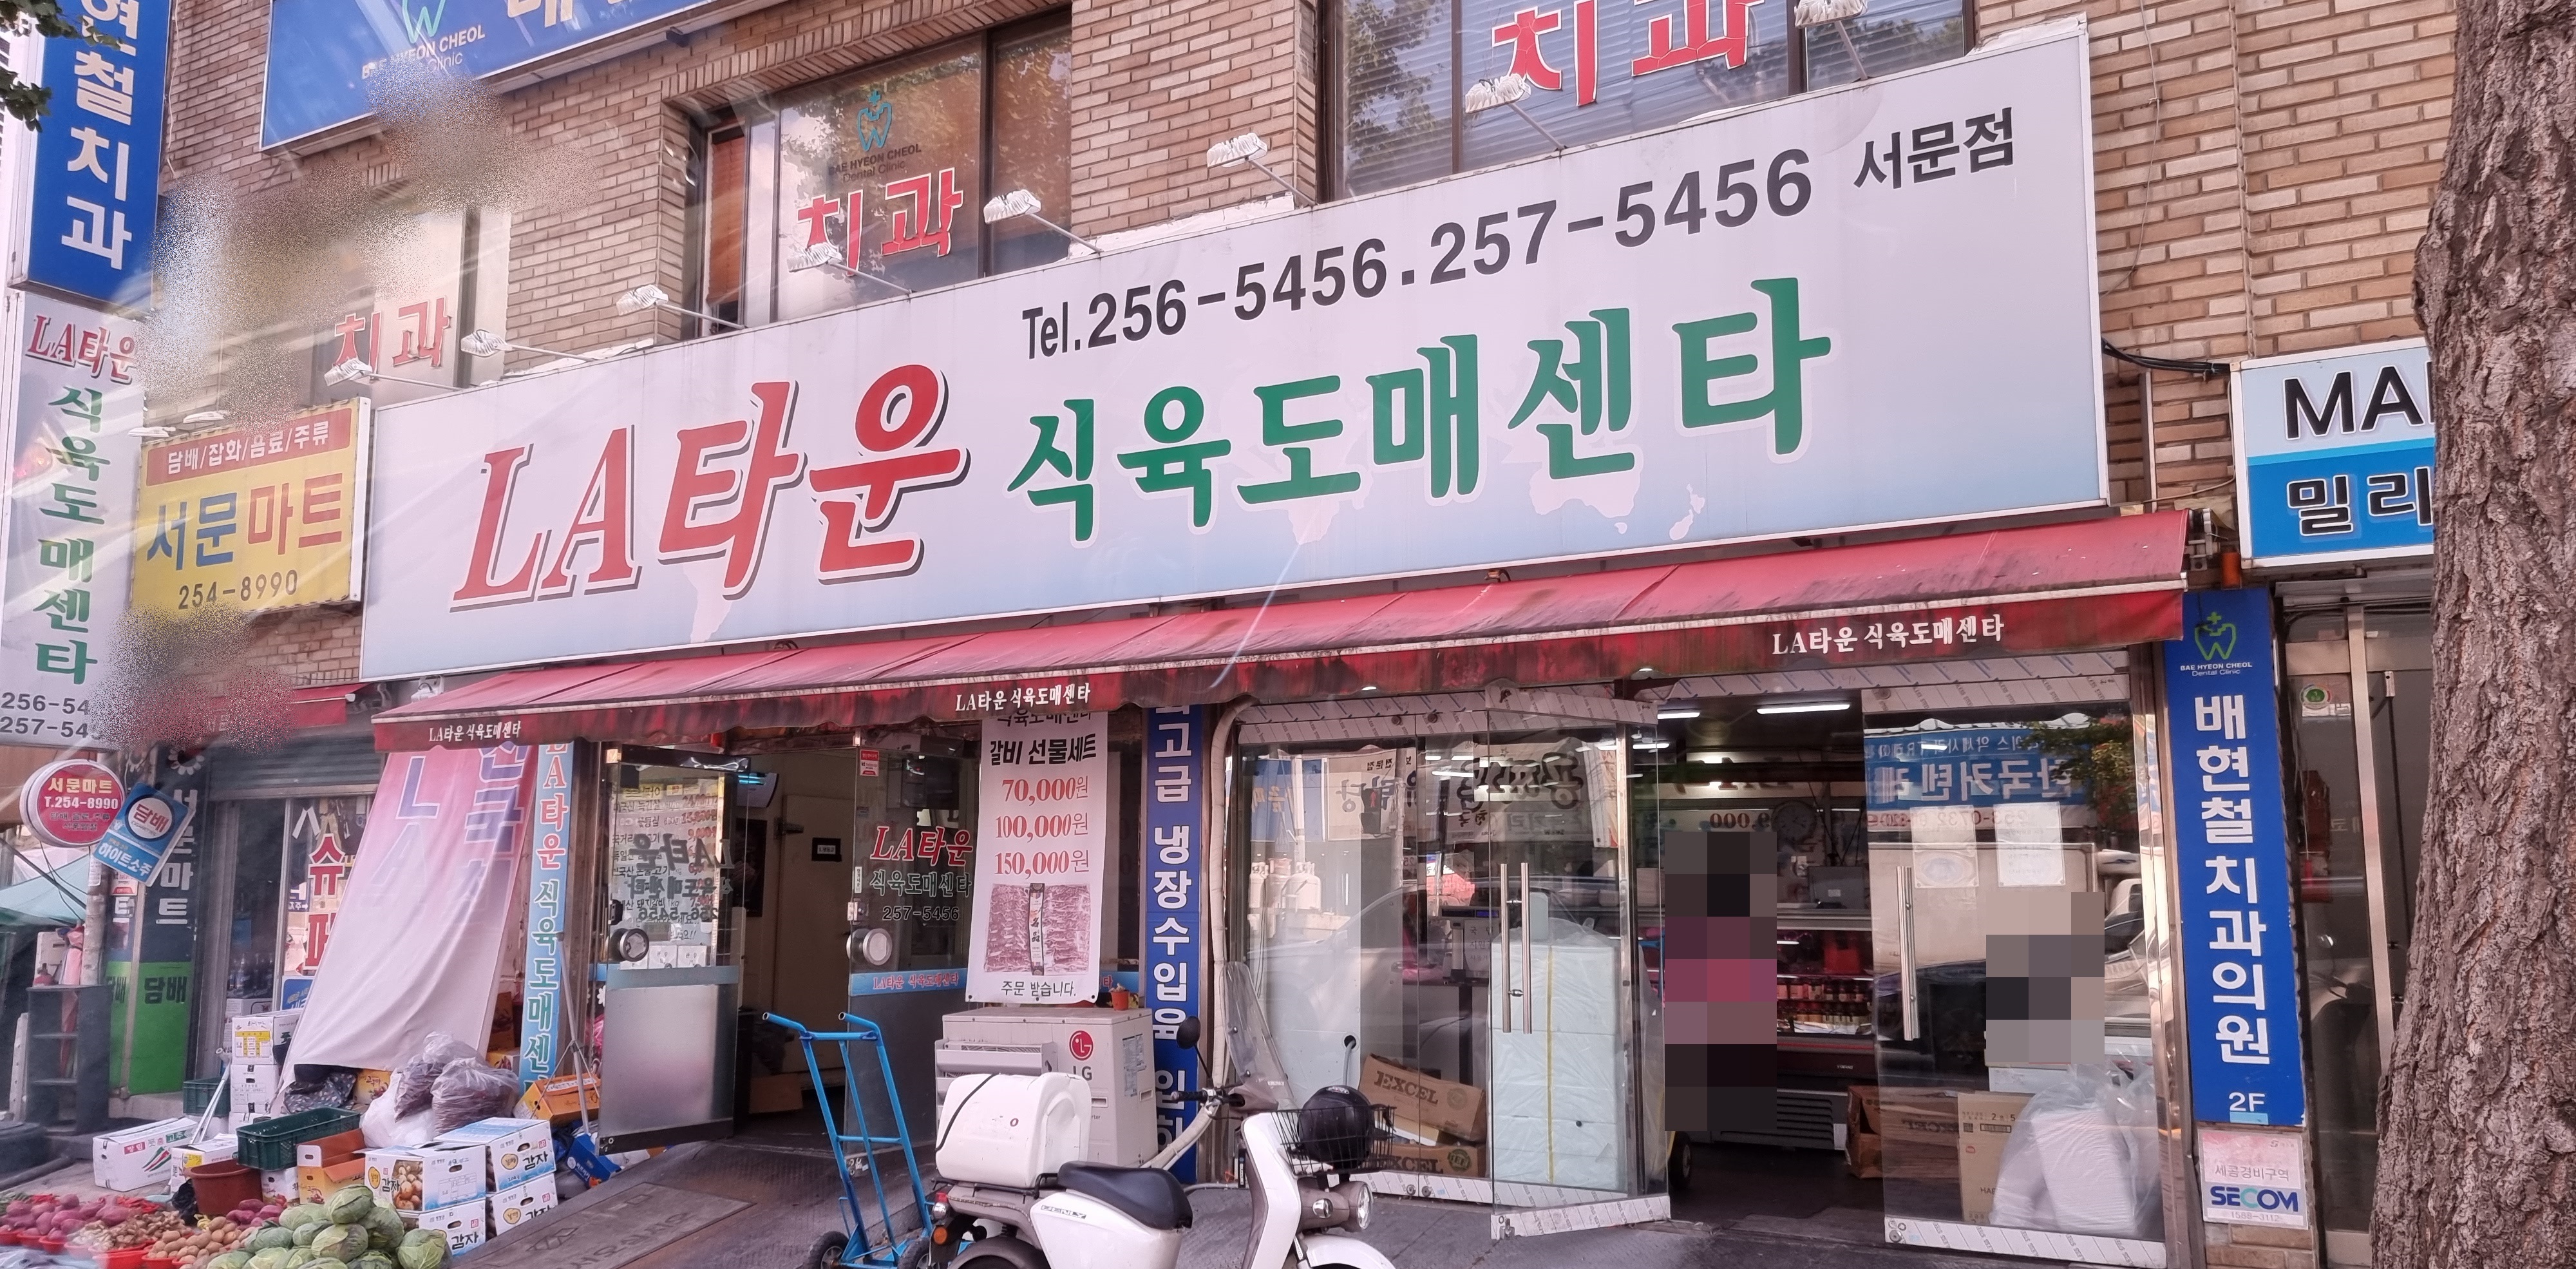 현철치과
BAE HYEON CHEOL
치과
BAE HYEON CHEOL
Dental Clinic
치과
치과
LA타운
식육도매센타
담배/잡화/음료/주류
서문마트
254-8990
Tel.256-5456.257-5456 서문점
LA타운 식육도매센타
밀리
LA타운 식육도매센타
LA타운 식육도매센타
LA타운 식육도매센타
서문마트
T.254-8990
담배
하이트소주
슈
담배
LA타운 식육도매센
LA타운
식육도매센타
257-5456
LA타운 식육도매센타
갈비 선물세트
70,000원
100,000원
150,000원
주문 받습니다.
고급 냉장수입육
LG
EXCEL
EXCEL
감자
감자
감자
BAE HYEON CHEOL
Dental Clinic
배현철치과의원
2F
세콤경비구역
SECOM
1588-3112